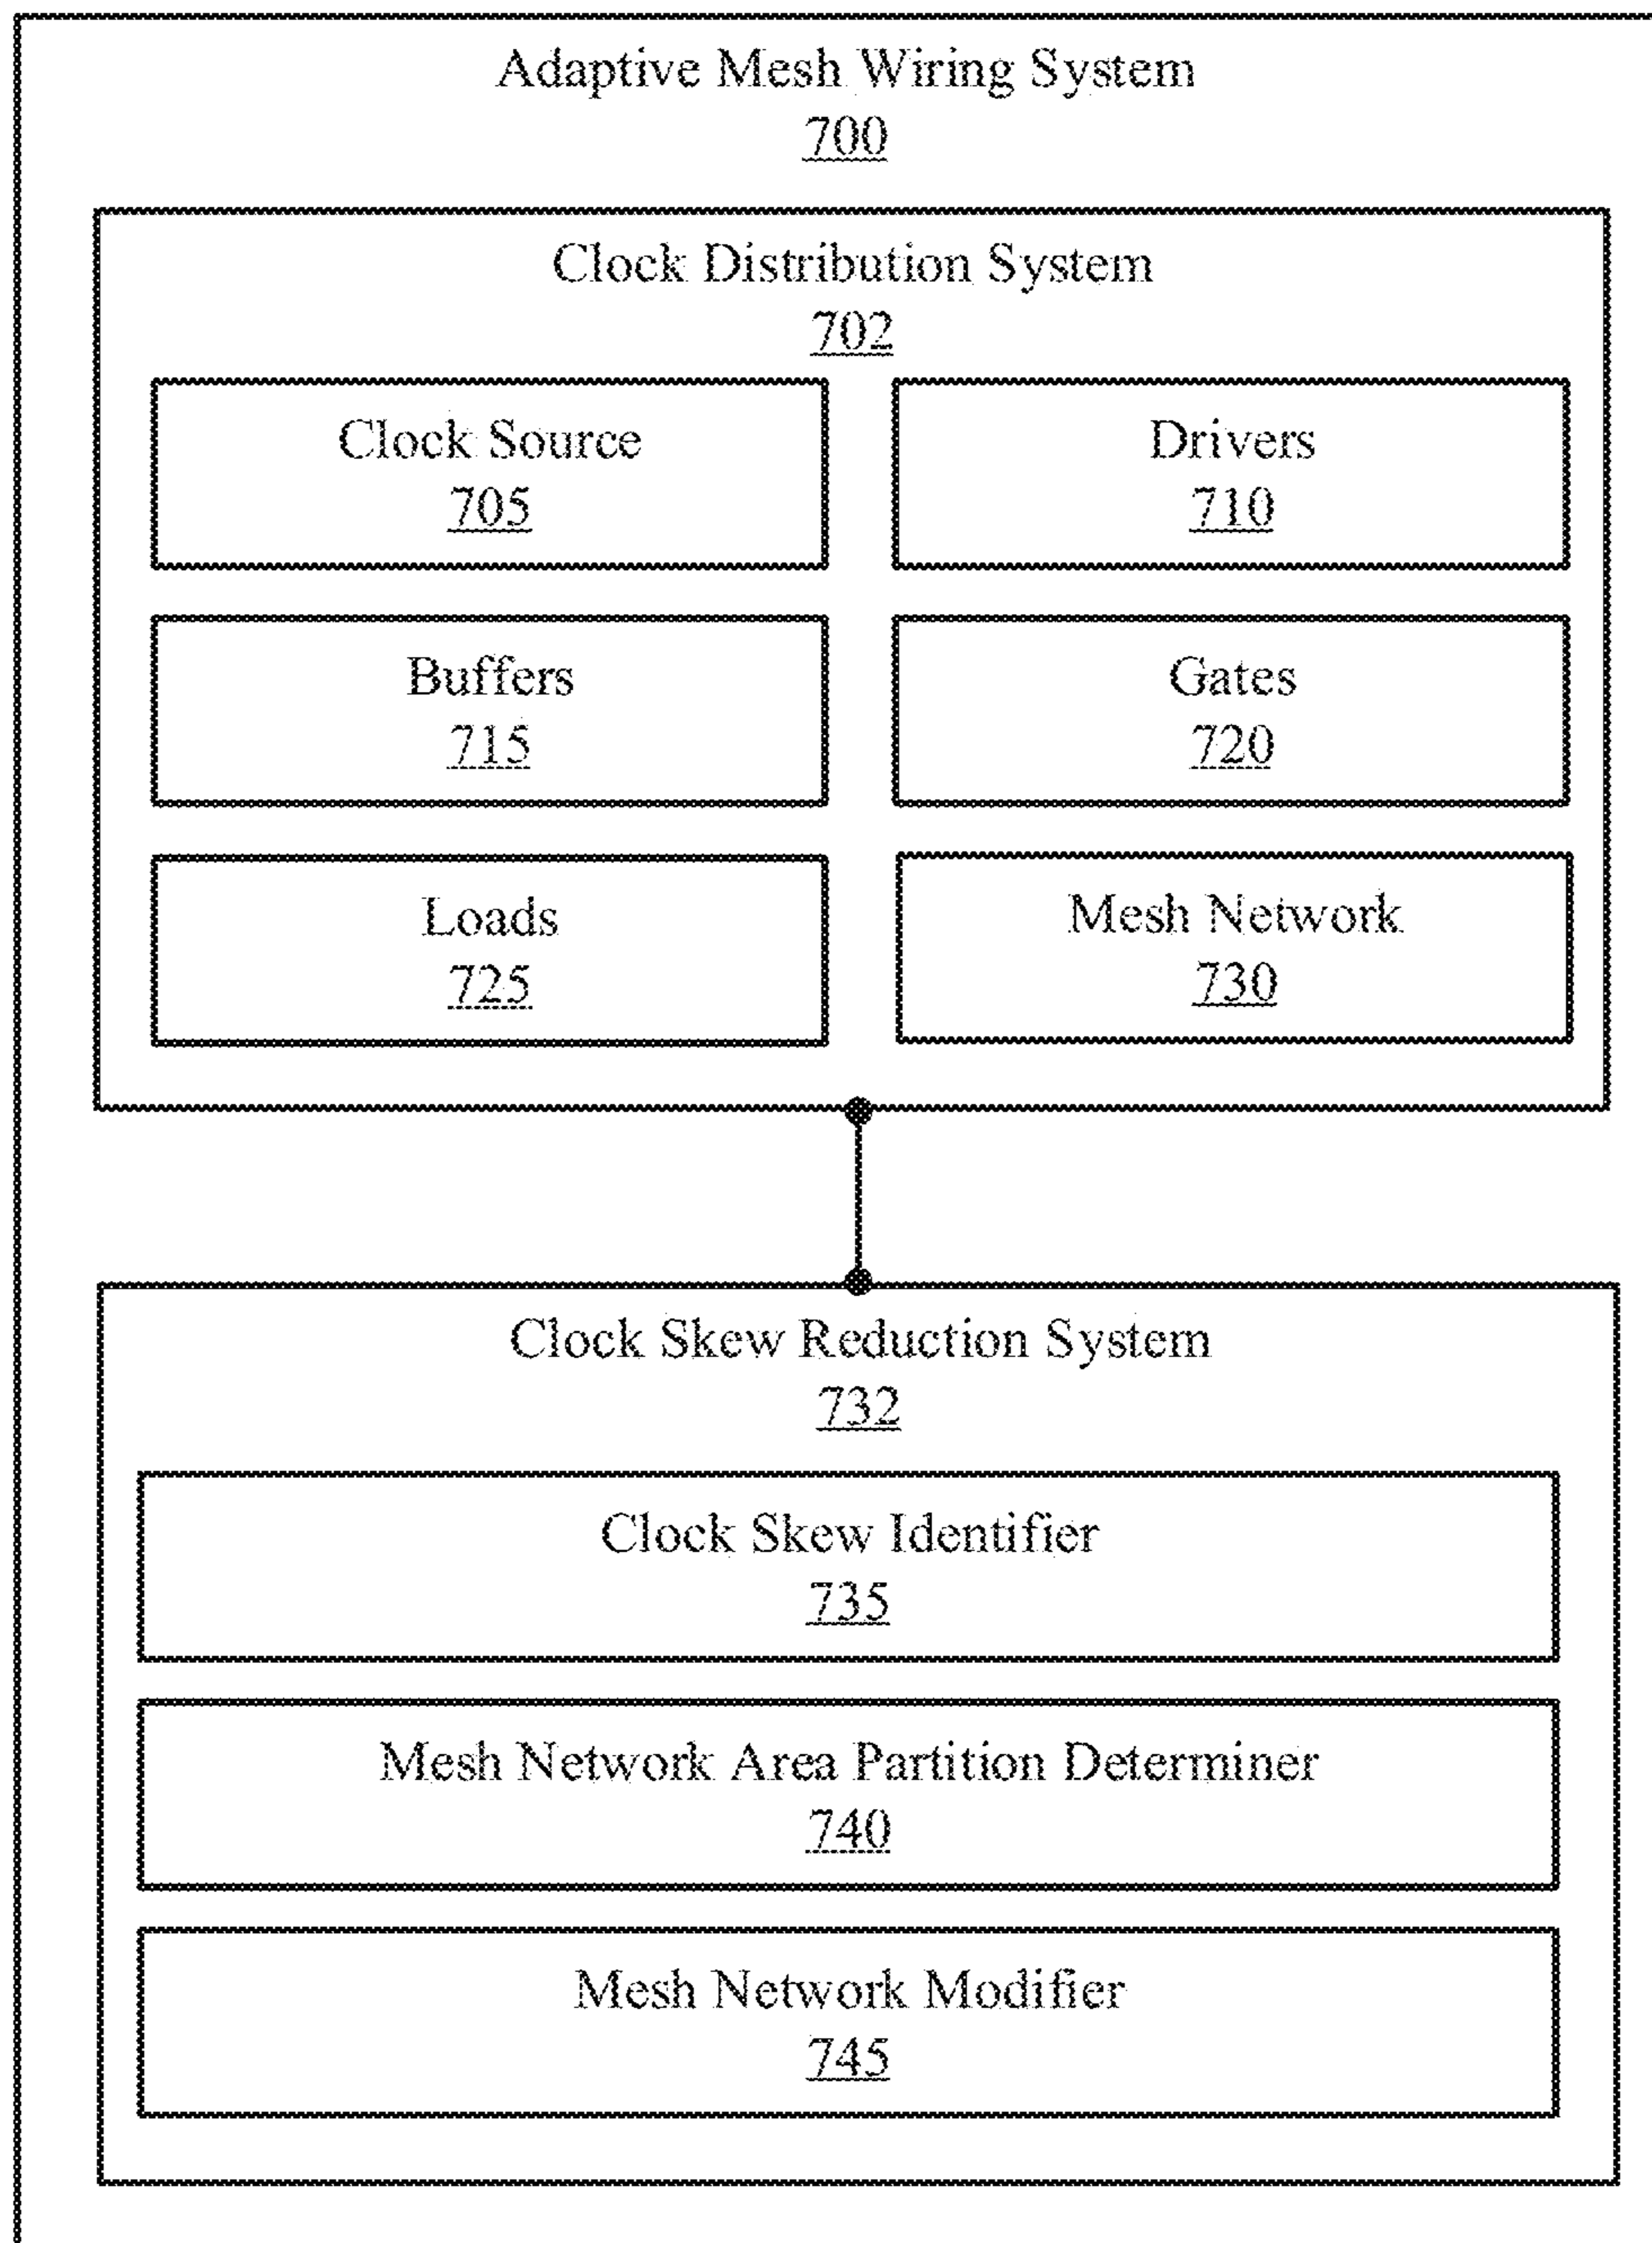 Adaptive Mesh Wiring System
700
Clock Distribution System
702
Clock Source
705
Drivers
710
Buffers
715
Gates
720
Loads
725
Mesh Network
730
Clock Skew Reduction System
732
Clock Skew Identifier
735
Mesh Network Area Partition Determiner
740
Mesh Network Modifier
745